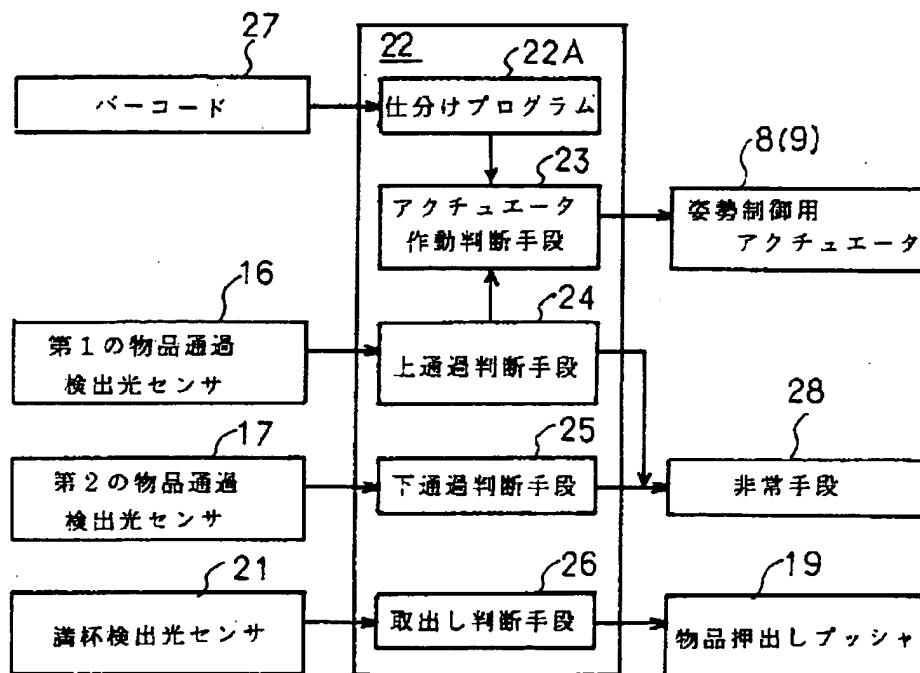 27
22
22A
バーコード
仕分けプログラム
23
8(9)
アクチュエータ
作動判断手段
姿勢制御用
アクチュエータ
16
24
第1の物品通過
検出光センサ
上通過判断手段
17
25
28
第2の物品通過
検出光センサ
下通過判断手段
非常手段
21
26
19
満杯検出光センサ
取出し判断手段
物品押出しプッシャ